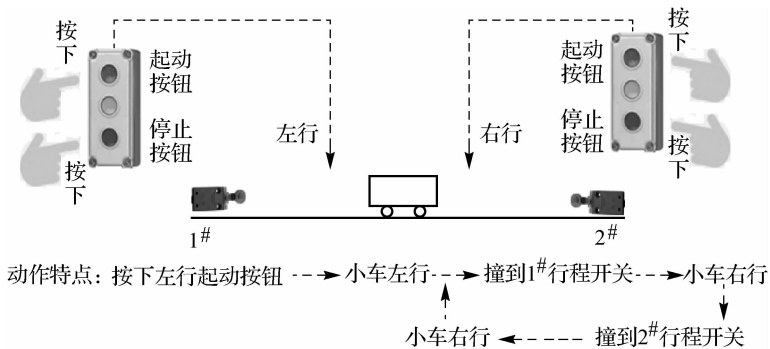 按下
起动按钮
停止按钮
按下
左行
右行
起动按钮
停止按钮
按下
按下
1#
2#
动作特点：按下左行起动按钮 小车左行 撞到1#行程开关 小车右行
小车右行 撞到2#行程开关